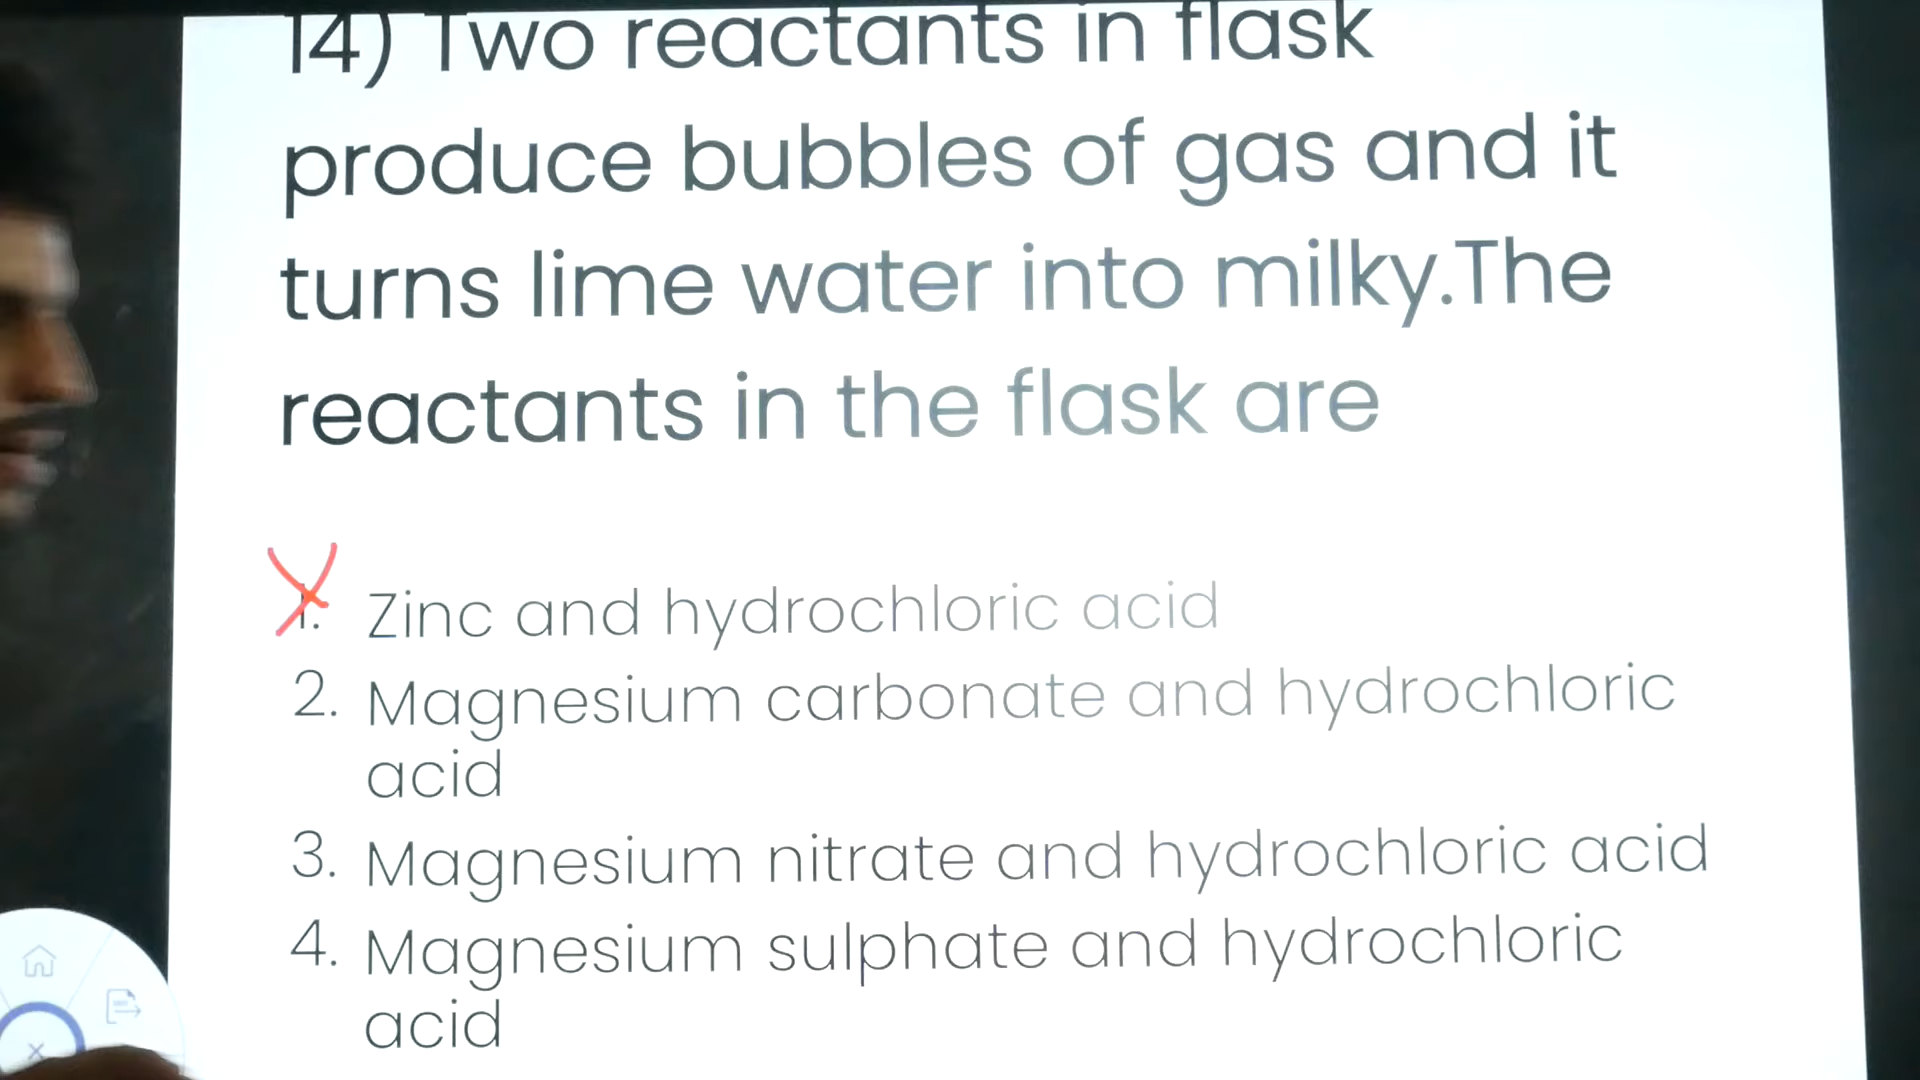 14) Two reactants in flask
produce bubbles of gas and it
turns lime water into milky.The
reactants in the flask are
1. Zinc and hydrochloric acid
2. Magnesium carbonate and hydrochloric
acid
3. Magnesium nitrate and hydrochloric acid
4. Magnesium sulphate and hydrochloric
acid